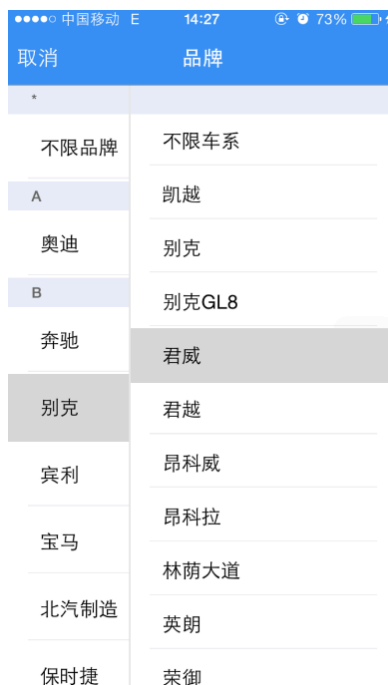 中国移动 E 14:27 73%
取消 品牌
*
不限品牌
A
奥迪
B
奔驰
别克
宾利
宝马
北汽制造
保时捷
不限车系
凯越
别克
别克GL8
君威
君越
昂科威
昂科拉
林荫大道
英朗
荣御